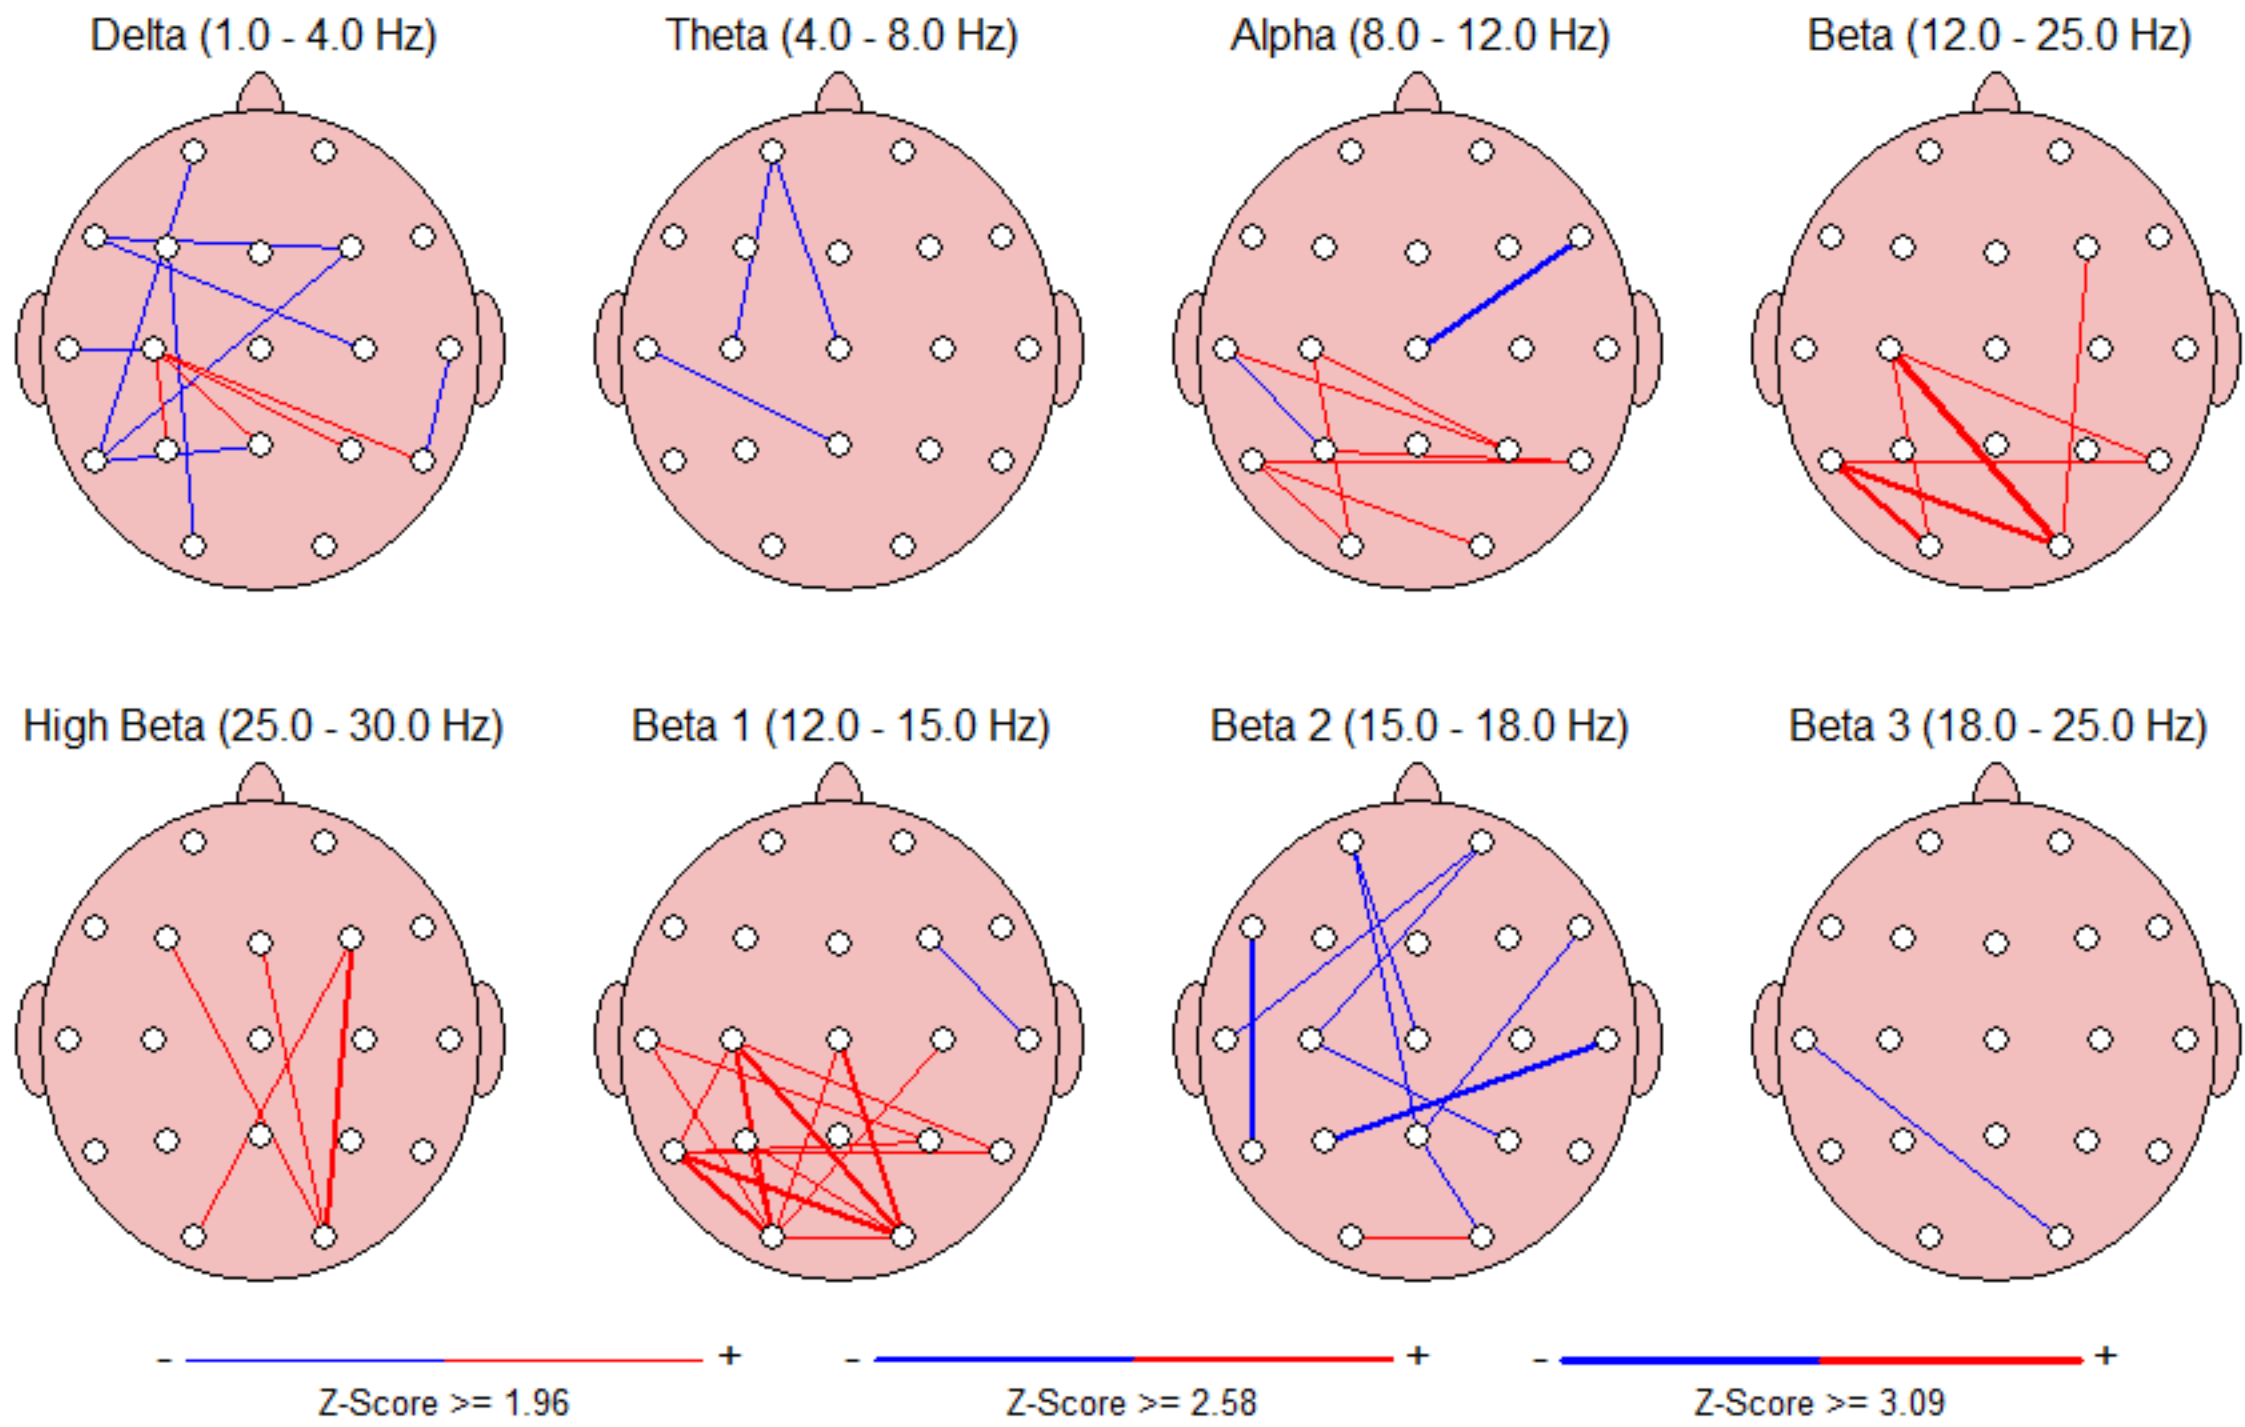 Delta (1.0 - 4.0 Hz) Theta (4.0 - 8.0 Hz) Alpha (8.0 - 12.0 Hz) Beta (12.0 - 25.0 Hz)
High Beta (25.0 - 30.0 Hz) Beta 1 (12.0 - 15.0 Hz) Beta 2 (15.0 - 18.0 Hz) Beta 3 (18.0 - 25.0 Hz)
- + - + - +
Z-Score >= 1.96 Z-Score >= 2.58 Z-Score >= 3.09